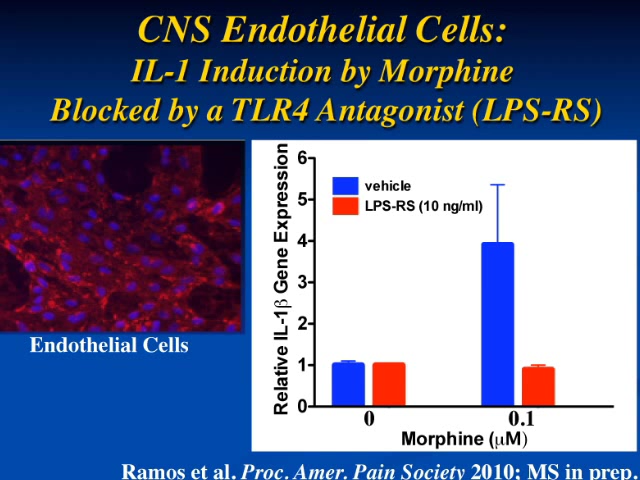 CNS Endothelial Cells:
IL-1 Induction by Morphine
Blocked by a TLR4 Antagonist (LPS-RS)
Endothelial Cells
Relative IL-1β Gene Expression
6
5
4
3
2
1
0
vehicle
LPS-RS (10 ng/ml)
0
0.1
Morphine (μM)
Ramos et al. Proc. Amer. Pain Society 2010; MS in prep.